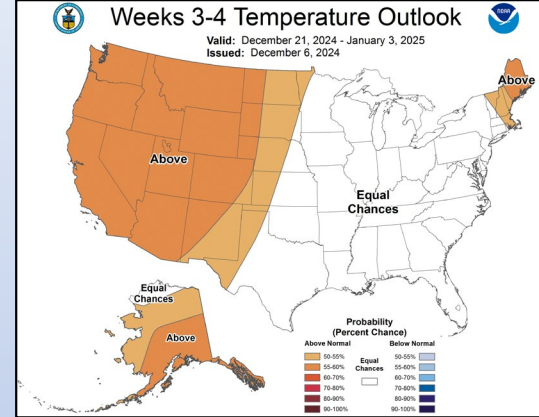 Weeks 3-4 Temperature Outlook
Valid: December 21, 2024 - January 3, 2025
Issued: December 6, 2024
NOAA
Above
Above
Equal
Chances
Equal
Chances
Above
Probability
(Percent Chance)
Above Normal
Below Normal
Equal
Chances
50-55%
55-60%
60-70%
70-80%
80-90%
90-100%
50-55%
55-60%
60-70%
70-80%
80-90%
90-100%